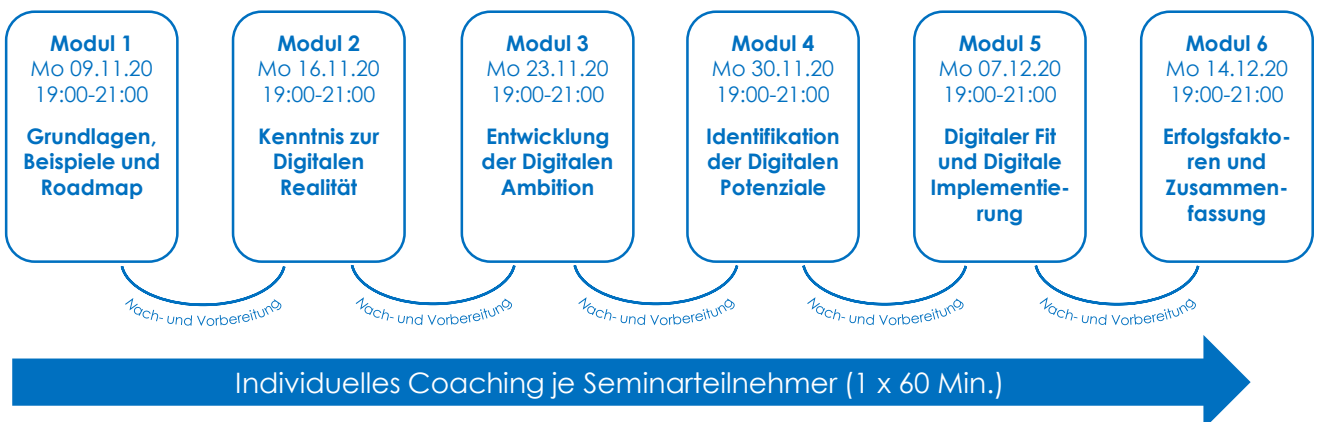 Modul 1
Mo 09.11.20
19:00-21:00
Grundlagen,
Beispiele und
Roadmap
Modul 2
Mo 16.11.20
19:00-21:00
Kenntnis zur
Digitalen
Realität
Modul 3
Mo 23.11.20
19:00-21:00
Entwicklung
der Digitalen
Ambition
Modul 4
Mo 30.11.20
19:00-21:00
Identifikation
der Digitalen
Potenziale
Modul 5
Mo 07.12.20
19:00-21:00
Digitaler Fit
und Digitale
Implementie-
rung
Modul 6
Mo 14.12.20
19:00-21:00
Erfolgsfakto-
ren und
Zusammen-
fassung
Nach- und Vorbereitung
Nach- und Vorbereitung
Nach- und Vorbereitung
Nach- und Vorbereitung
Nach- und Vorbereitung
Individuelles Coaching je Seminarteilnehmer (1 x 60 Min.)